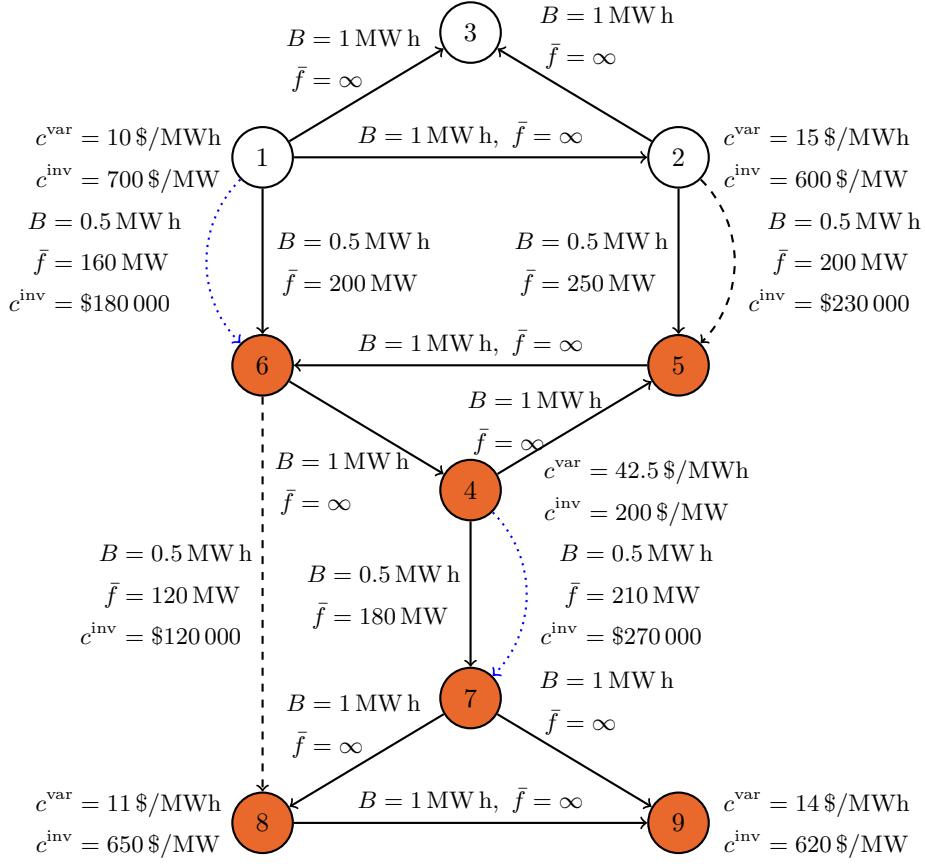 B = 1 MW h
f̄ = ∞
3
B = 1 MW h
f̄ = ∞
c^var = 10 $/MWh
c^inv = 700 $/MW
1
B = 1 MW h, f̄ = ∞
2
c^var = 15 $/MWh
c^inv = 600 $/MW
B = 0.5 MW h
f̄ = 160 MW
c^inv = $180 000
B = 0.5 MW h
f̄ = 200 MW
B = 0.5 MW h
f̄ = 250 MW
B = 0.5 MW h
f̄ = 200 MW
c^inv = $230 000
6
B = 1 MW h, f̄ = ∞
5
B = 1 MW h
f̄ = ∞
B = 1 MW h
f̄ = ∞
4
c^var = 42.5 $/MWh
c^inv = 200 $/MW
B = 0.5 MW h
f̄ = 120 MW
c^inv = $120 000
B = 0.5 MW h
f̄ = 180 MW
B = 0.5 MW h
f̄ = 210 MW
c^inv = $270 000
7
B = 1 MW h
f̄ = ∞
B = 1 MW h
f̄ = ∞
c^var = 11 $/MWh
c^inv = 650 $/MW
8
B = 1 MW h, f̄ = ∞
9
c^var = 14 $/MWh
c^inv = 620 $/MW